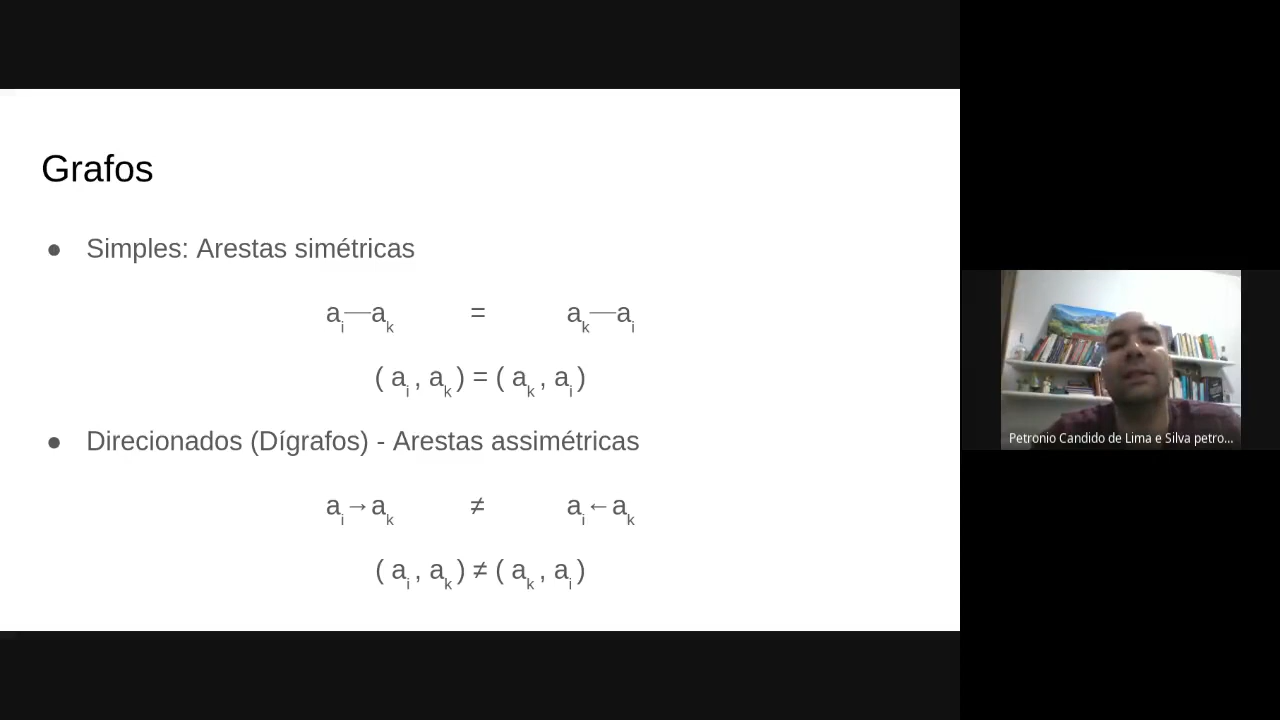 Grafos
● Simples: Arestas simétricas
aᵢ—aₖ = aₖ—aᵢ
( aᵢ , aₖ ) = ( aₖ , aᵢ )
● Direcionados (Dígrafos) - Arestas assimétricas
aᵢ→aₖ ≠ aᵢ←aₖ
( aᵢ , aₖ ) ≠ ( aₖ , aᵢ )
Petronio Candido de Lima e Silva petro...